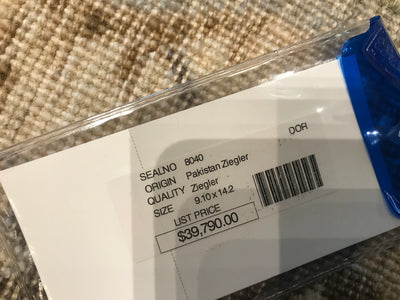 DOR
SEALNO 8040
ORIGIN Pakistan Ziegler
QUALITY Ziegler
SIZE 9.10 x 14.2
LIST PRICE
$39,790.00